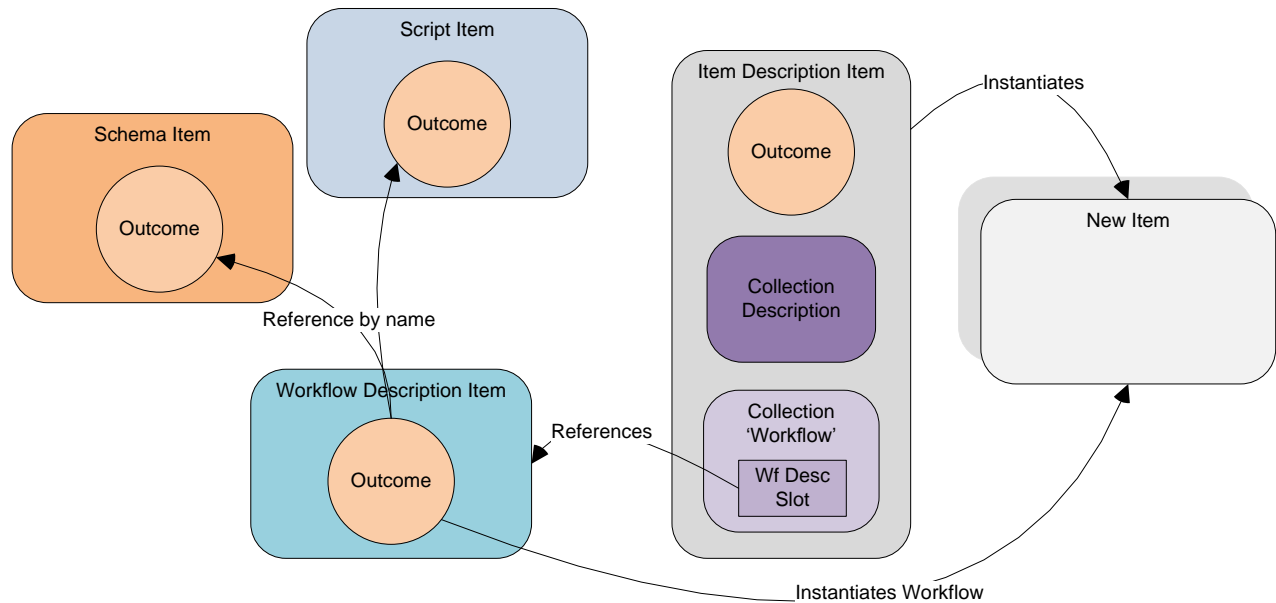 Script Item
Outcome
Schema Item
Outcome
Item Description Item
Outcome
Instantiates
New Item
Collection
Description
Reference by name
Workflow Description Item
Outcome
References
Collection
‘Workflow’
Wf Desc
Slot
Instantiates Workflow